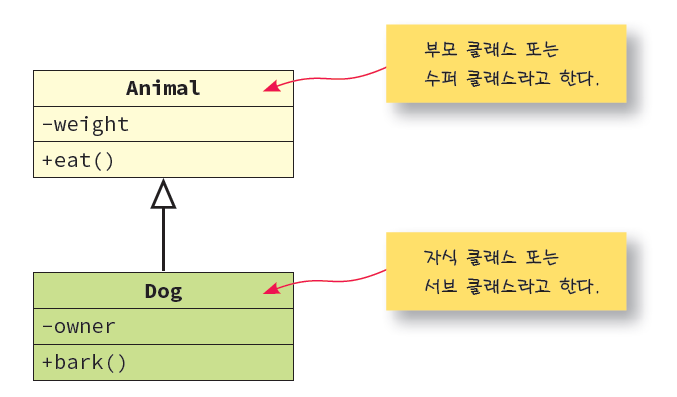 부모 클래스 또는
수퍼 클래스라고 한다.
Animal
-weight
+eat()
자식 클래스 또는
서브 클래스라고 한다.
Dog
-owner
+bark()